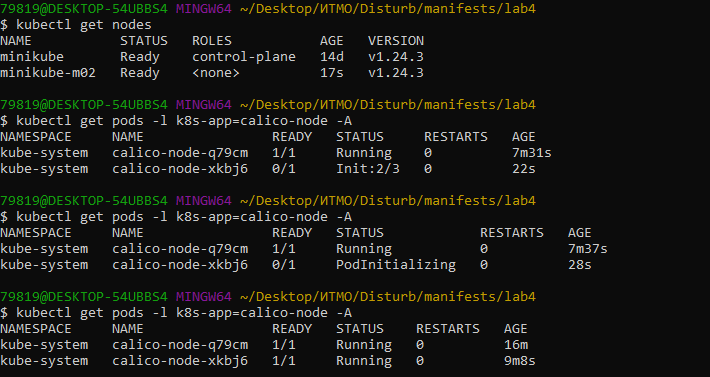 79819@DESKTOP-54UBBS4 MINGW64 ~/Desktop/ИТМО/Disturb/manifests/lab4
$ kubectl get nodes
NAME           STATUS   ROLES           AGE   VERSION
minikube       Ready    control-plane   14d   v1.24.3
minikube-m02   Ready    <none>          17s   v1.24.3
79819@DESKTOP-54UBBS4 MINGW64 ~/Desktop/ИТМО/Disturb/manifests/lab4
$ kubectl get pods -l k8s-app=calico-node -A
NAMESPACE     NAME                READY   STATUS     RESTARTS   AGE
kube-system   calico-node-q79cm   1/1     Running    0          7m31s
kube-system   calico-node-xkbj6   0/1     Init:2/3   0          22s
79819@DESKTOP-54UBBS4 MINGW64 ~/Desktop/ИТМО/Disturb/manifests/lab4
$ kubectl get pods -l k8s-app=calico-node -A
NAMESPACE     NAME                READY   STATUS            RESTARTS   AGE
kube-system   calico-node-q79cm   1/1     Running           0          7m37s
kube-system   calico-node-xkbj6   0/1     PodInitializing   0          28s
79819@DESKTOP-54UBBS4 MINGW64 ~/Desktop/ИТМО/Disturb/manifests/lab4
$ kubectl get pods -l k8s-app=calico-node -A
NAMESPACE     NAME                READY   STATUS    RESTARTS   AGE
kube-system   calico-node-q79cm   1/1     Running   0          16m
kube-system   calico-node-xkbj6   1/1     Running   0          9m8s